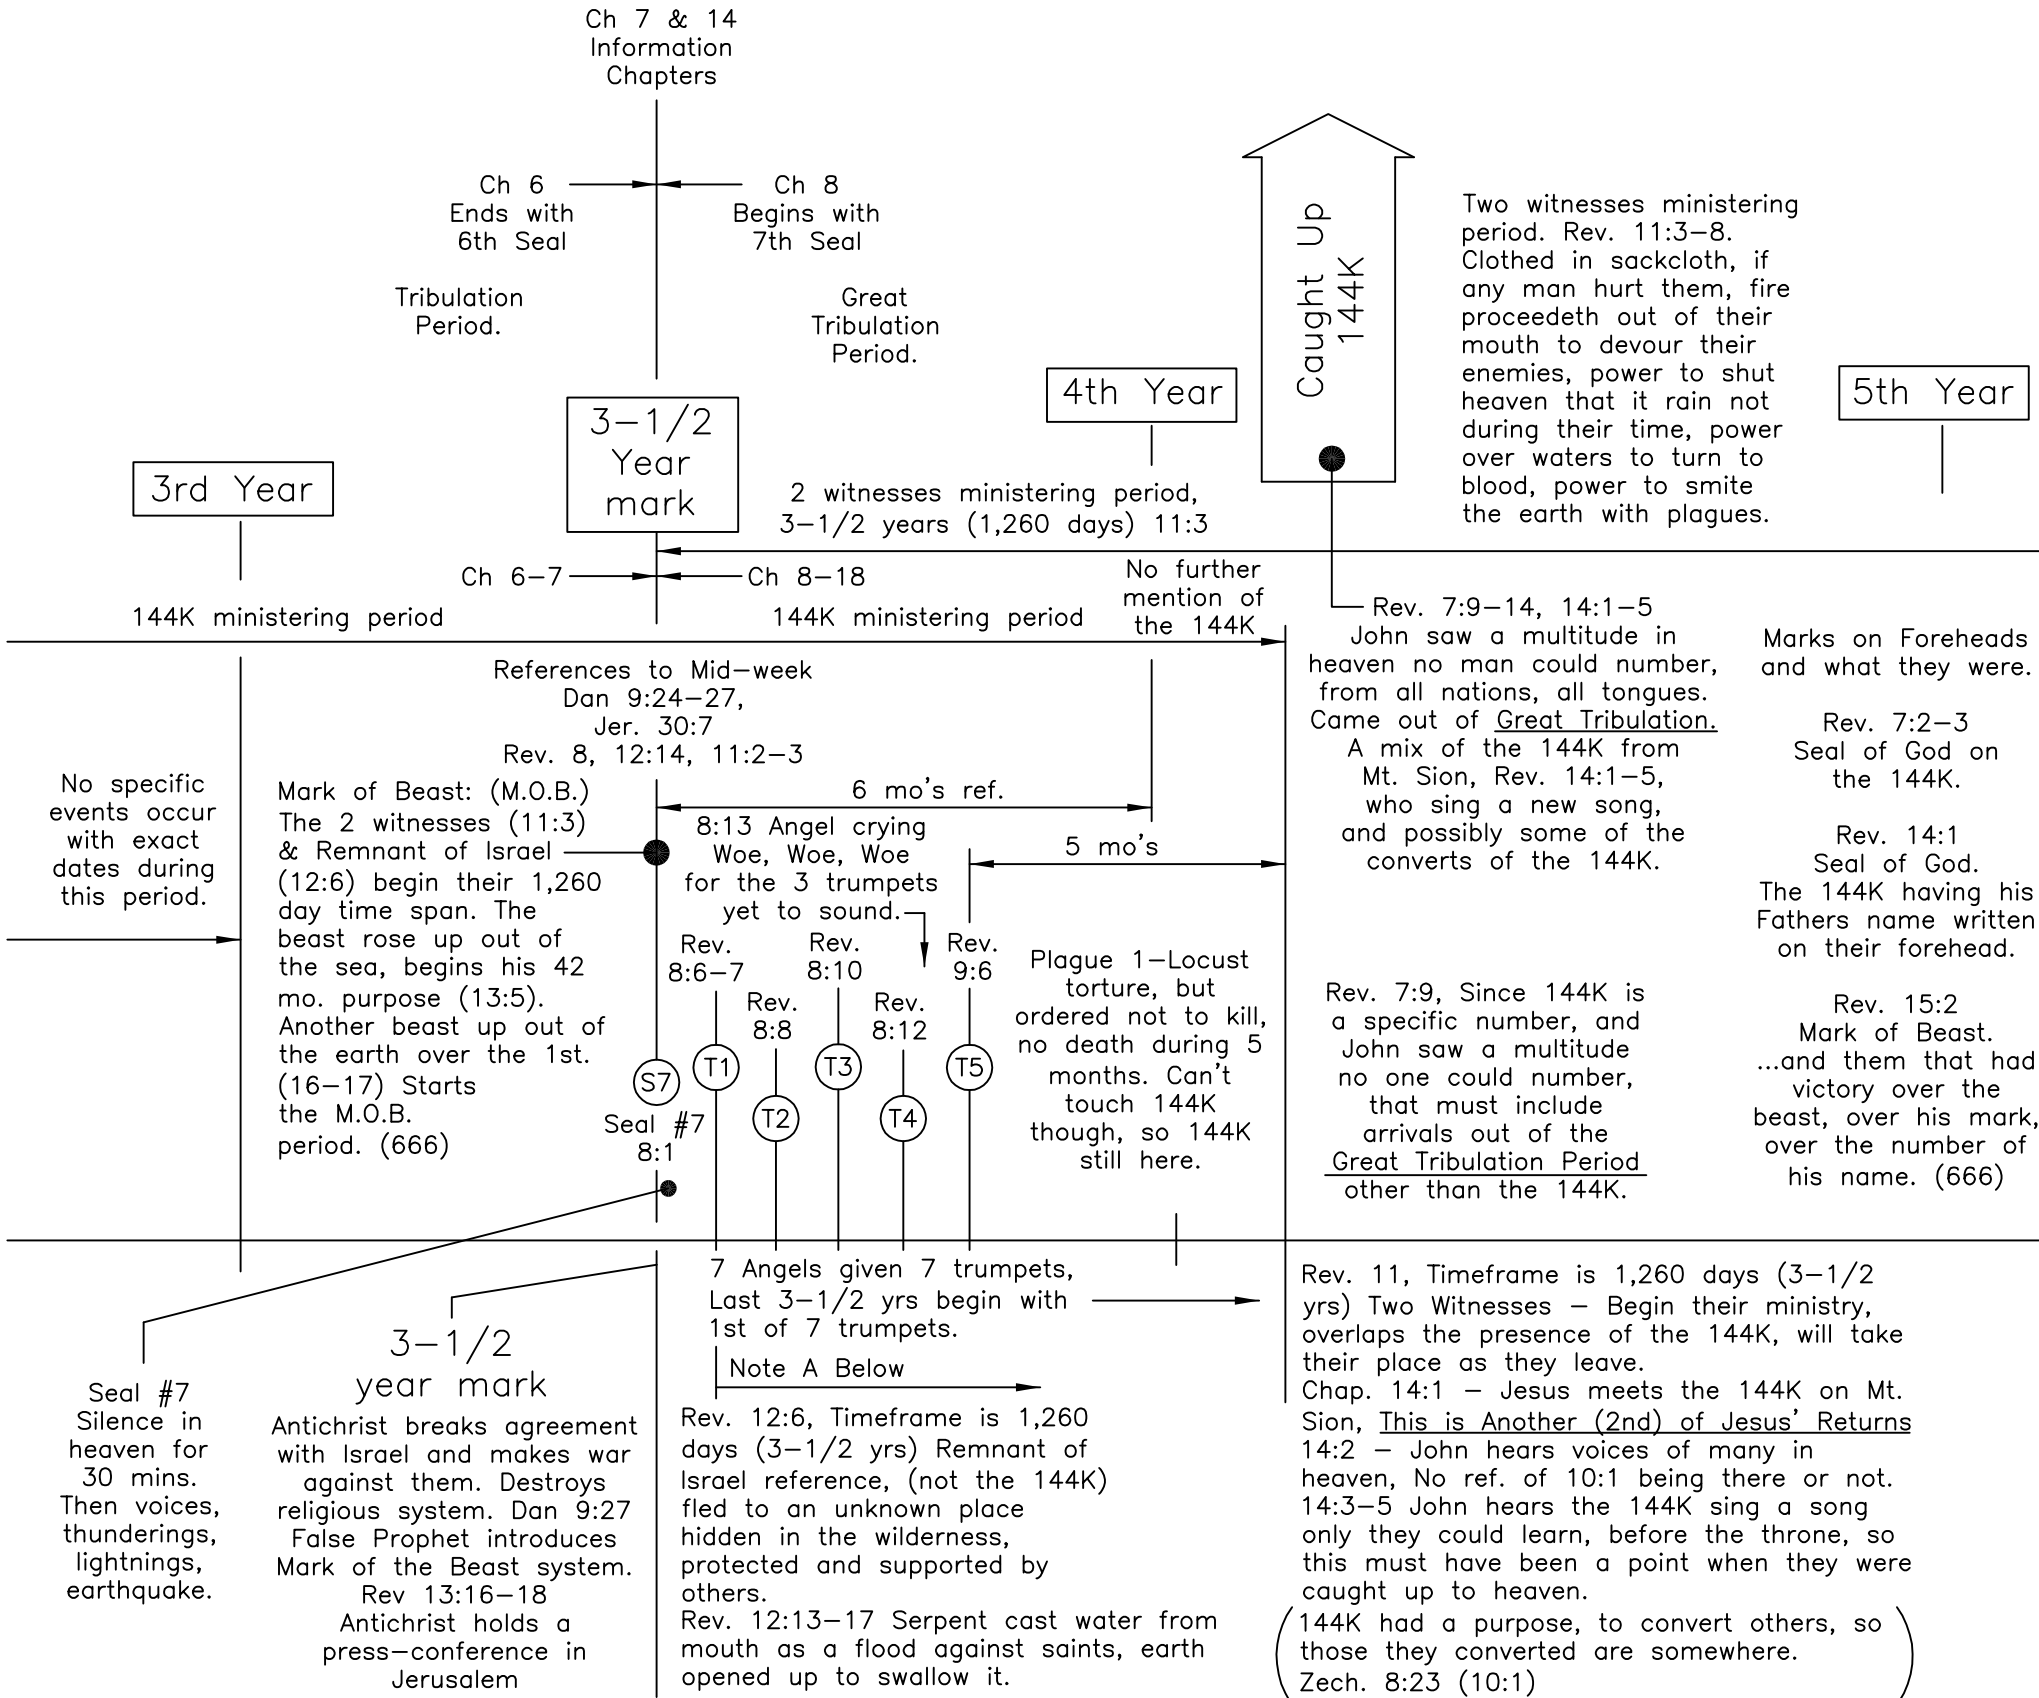 Ch 7 & 14
Information
Chapters
Ch 6
Ends with
6th Seal
Ch 8
Begins with
7th Seal
Tribulation
Period.
Great
Tribulation
Period.
Caught Up
144K
Two witnesses ministering
period. Rev. 11:3–8.
Clothed in sackcloth, if
any man hurt them, fire
proceedeth out of their
mouth to devour their
enemies, power to shut
heaven that it rain not
during their time, power
over waters to turn to
blood, power to smite
the earth with plagues.
3rd Year
3–1/2
Year
mark
4th Year
5th Year
2 witnesses ministering period,
3–1/2 years (1,260 days) 11:3
Ch 6–7
Ch 8–18
No further
mention of
the 144K
144K ministering period
144K ministering period
References to Mid–week
Dan 9:24–27,
Jer. 30:7
Rev. 8, 12:14, 11:2–3
Rev. 7:9–14, 14:1–5
John saw a multitude in
heaven no man could number,
from all nations, all tongues.
Came out of Great Tribulation.
A mix of the 144K from
Mt. Sion, Rev. 14:1–5,
who sing a new song,
and possibly some of the
converts of the 144K.
Marks on Foreheads
and what they were.
Rev. 7:2–3
Seal of God on
the 144K.
Rev. 14:1
Seal of God.
The 144K having his
Fathers name written
on their forehead.
Rev. 15:2
Mark of Beast.
...and them that had
victory over the
beast, over his mark,
over the number of
his name. (666)
No specific
events occur
with exact
dates during
this period.
Mark of Beast: (M.O.B.)
The 2 witnesses (11:3)
& Remnant of Israel
(12:6) begin their 1,260
day time span. The
beast rose up out of
the sea, begins his 42
mo. purpose (13:5).
Another beast up out of
the earth over the 1st.
(16–17) Starts
the M.O.B.
period. (666)
6 mo's ref.
8:13 Angel crying
Woe, Woe, Woe
for the 3 trumpets
yet to sound.
5 mo's
Rev.
8:6–7
Rev.
8:8
Rev.
8:10
Rev.
8:12
Rev.
9:6
S7
T1
T2
T3
T4
T5
Seal #7
8:1
Plague 1–Locust
torture, but
ordered not to kill,
no death during 5
months. Can't
touch 144K
though, so 144K
still here.
Rev. 7:9, Since 144K is
a specific number, and
John saw a multitude
no one could number,
that must include
arrivals out of the
Great Tribulation Period
other than the 144K.
Seal #7
Silence in
heaven for
30 mins.
Then voices,
thunderings,
lightnings,
earthquake.
3–1/2
year mark
Antichrist breaks agreement
with Israel and makes war
against them. Destroys
religious system. Dan 9:27
False Prophet introduces
Mark of the Beast system.
Rev 13:16–18
Antichrist holds a
press–conference in
Jerusalem
7 Angels given 7 trumpets,
Last 3–1/2 yrs begin with
1st of 7 trumpets.
Note A Below
Rev. 12:6, Timeframe is 1,260
days (3–1/2 yrs) Remnant of
Israel reference, (not the 144K)
fled to an unknown place
hidden in the wilderness,
protected and supported by
others.
Rev. 12:13–17 Serpent cast water from
mouth as a flood against saints, earth
opened up to swallow it.
Rev. 11, Timeframe is 1,260 days (3–1/2
yrs) Two Witnesses – Begin their ministry,
overlaps the presence of the 144K, will take
their place as they leave.
Chap. 14:1 – Jesus meets the 144K on Mt.
Sion, This is Another (2nd) of Jesus' Returns
14:2 – John hears voices of many in
heaven, No ref. of 10:1 being there or not.
14:3–5 John hears the 144K sing a song
only they could learn, before the throne, so
this must have been a point when they were
caught up to heaven.
144K had a purpose, to convert others, so
those they converted are somewhere.
Zech. 8:23 (10:1)